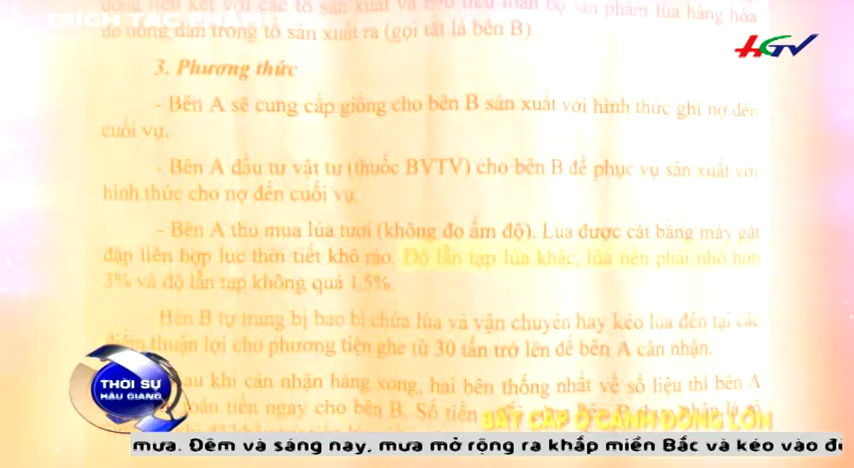 TRÍCH TÁC PHẨM
HGV
đồng liên kết với các tổ sản xuất và bao tiêu toàn bộ sản phẩm lúa hàng hóa
do nông dân trong tổ sản xuất ra (gọi tắt là bên B).
3. Phương thức
- Bên A sẽ cung cấp giống cho bên B sản xuất với hình thức ghi nợ đến
cuối vụ.
- Bên A đầu tư vật tư (thuốc BVTV) cho bên B để phục vụ sản xuất với
hình thức cho nợ đến cuối vụ.
- Bên A thu mua lúa tươi (không đo ẩm độ). Lúa được cắt bằng máy gặt
đập liên hợp lúc thời tiết khô ráo. Độ lẫn tạp lúa khác, lúa nền phải nhỏ hơn
3% và độ lẫn tạp không quá 1.5%.
- Bên B tự trang bị bao bì chứa lúa và vận chuyển hay kéo lúa đến tại các
điểm thuận lợi cho phương tiện ghe từ 30 tấn trở lên để bên A cân nhận.
au khi cân nhận hàng xong, hai bên thống nhất về số liệu thì bên A
toán tiền ngay cho bên B. Số tiền
THỜI SỰ
HẬU GIANG
BẤT CẬP Ở CÁNH ĐỒNG LỚN
mưa. Đêm và sáng nay, mưa mở rộng ra khắp miền Bắc và kéo vào đế